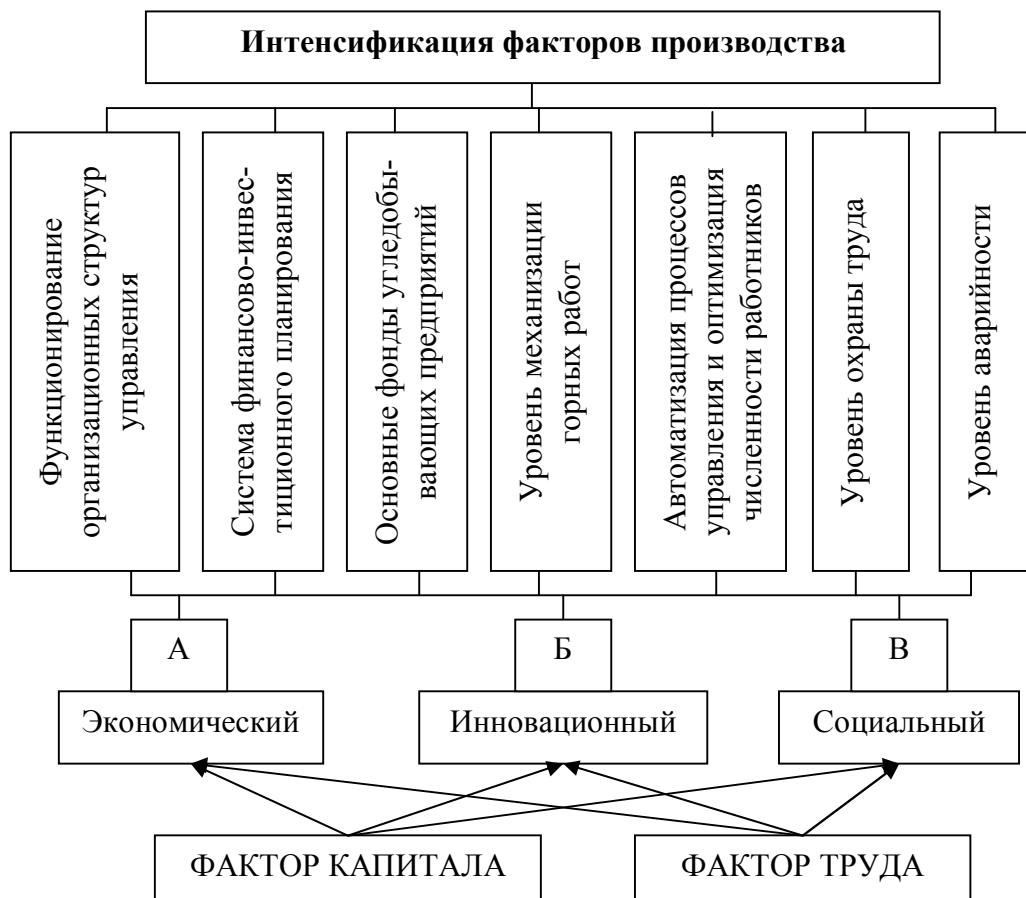 Интенсификация факторов производства
Функционирование
организационных структур
управления
Система финансово-инвес-
тиционного планирования
Основные фонды угледобы-
вающих предприятий
Уровень механизации
горных работ
Автоматизация процессов
управления и оптимизация
численности работников
Уровень охраны труда
Уровень аварийности
А
Б
В
Экономический
Инновационный
Социальный
ФАКТОР КАПИТАЛА
ФАКТОР ТРУДА